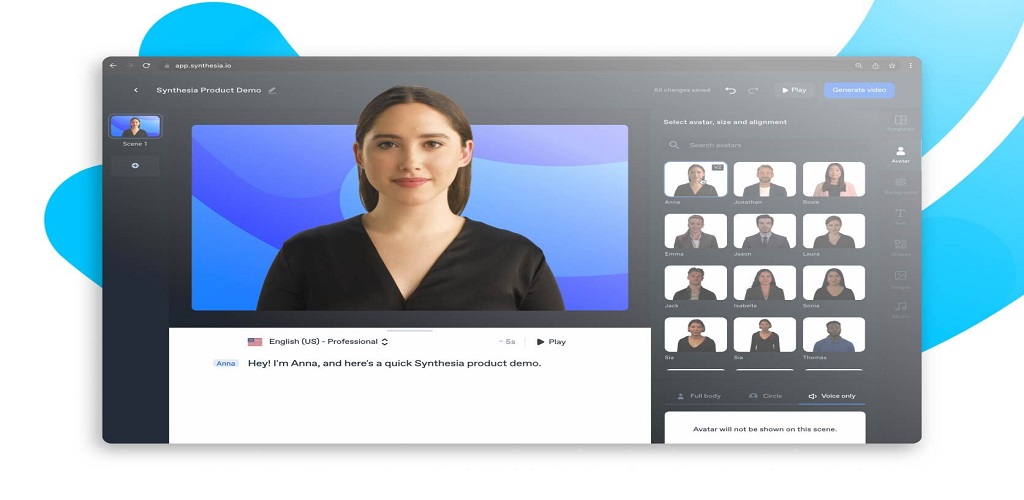 app.synthesia.io
Synthesia Product Demo
All changes saved
Play
Generate video
Scene 1
Select avatar, size and alignment
Search avatars
Templates
Avatar
Background
Text
Shapes
Images
Music
V2
Anna
Jonathan
Rosie
Emma
Jason
Laura
Jack
Isabella
Sonia
Sia
Sia
Thomas
English (US) - Professional
~ 5s
Play
Anna
Hey! I'm Anna, and here's a quick Synthesia product demo.
Full body
Circle
Voice only
Avatar will not be shown on this scene.